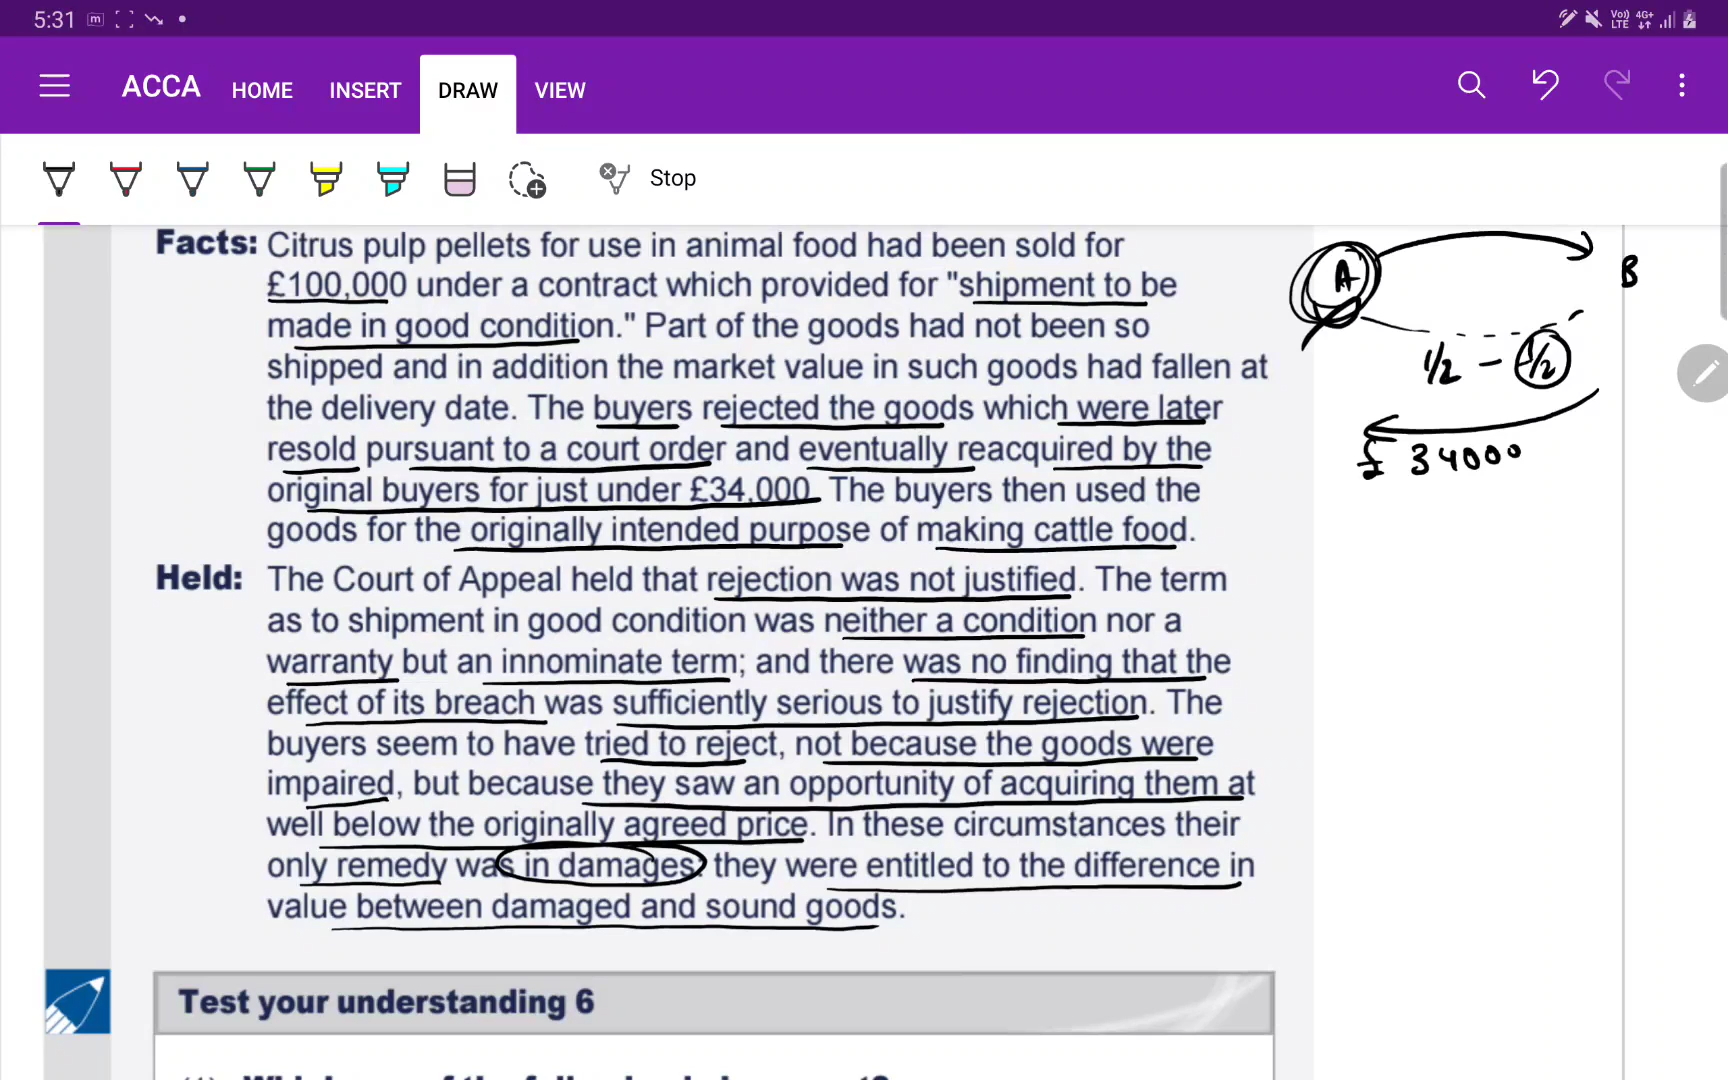 5:31
Vo)) LTE 4G+
ACCA HOME INSERT DRAW VIEW
Stop
Facts: Citrus pulp pellets for use in animal food had been sold for
£100,000 under a contract which provided for "shipment to be
made in good condition." Part of the goods had not been so
shipped and in addition the market value in such goods had fallen at
the delivery date. The buyers rejected the goods which were later
resold pursuant to a court order and eventually reacquired by the
original buyers for just under £34,000. The buyers then used the
goods for the originally intended purpose of making cattle food.
Held: The Court of Appeal held that rejection was not justified. The term
as to shipment in good condition was neither a condition nor a
warranty but an innominate term; and there was no finding that the
effect of its breach was sufficiently serious to justify rejection. The
buyers seem to have tried to reject, not because the goods were
impaired, but because they saw an opportunity of acquiring them at
well below the originally agreed price. In these circumstances their
only remedy was in damages: they were entitled to the difference in
value between damaged and sound goods.
A
B
1/2 - 1/2
£ 34000
Test your understanding 6